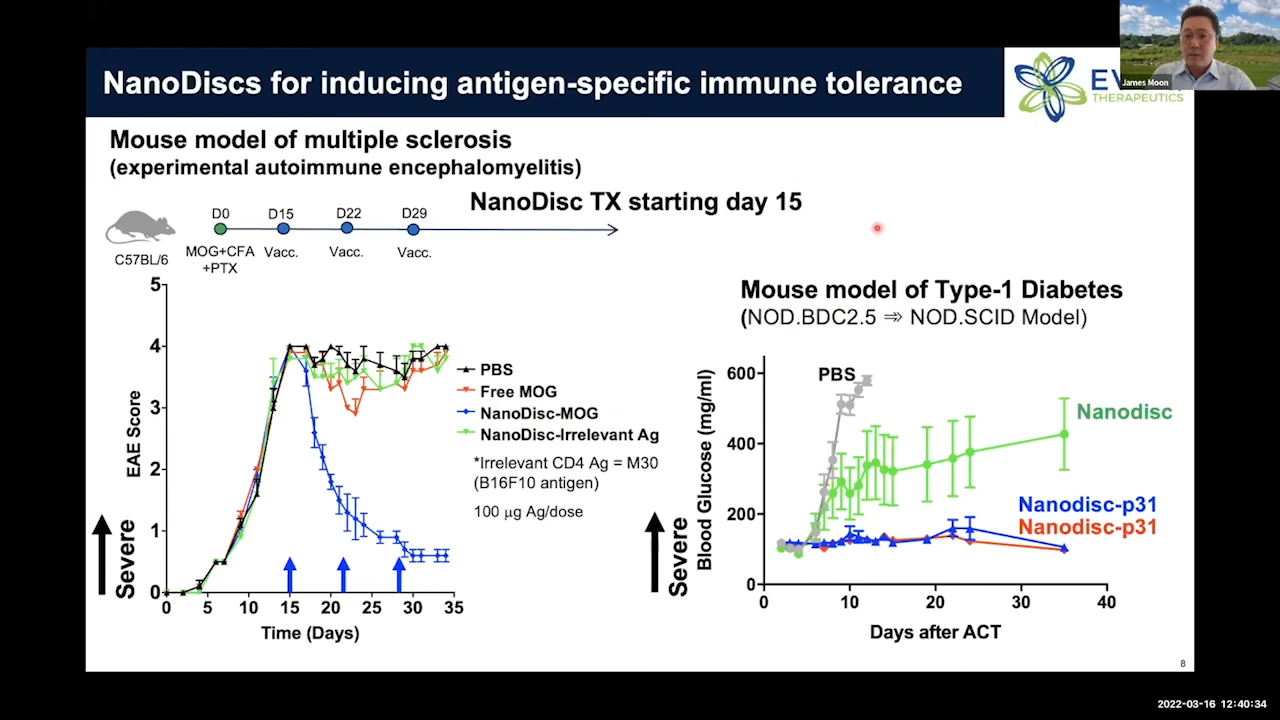 NanoDiscs for inducing antigen-specific immune tolerance
EV
THERAPEUTICS
James Moon
Mouse model of multiple sclerosis
(experimental autoimmune encephalomyelitis)
NanoDisc TX starting day 15
D0 D15 D22 D29
MOG+CFA Vacc. Vacc. Vacc.
+PTX
C57BL/6
5
4
3
2
1
0
EAE Score
Severe
0 5 10 15 20 25 30 35
Time (Days)
PBS
Free MOG
NanoDisc-MOG
NanoDisc-Irrelevant Ag
*Irrelevant CD4 Ag = M30
(B16F10 antigen)
100 μg Ag/dose
Mouse model of Type-1 Diabetes
(NOD.BDC2.5 ⇒ NOD.SCID Model)
600
400
200
0
Blood Glucose (mg/ml)
Severe
PBS
Nanodisc
Nanodisc-p31
Nanodisc-p31
0 10 20 30 40
Days after ACT
8
2022-03-16 12:40:34